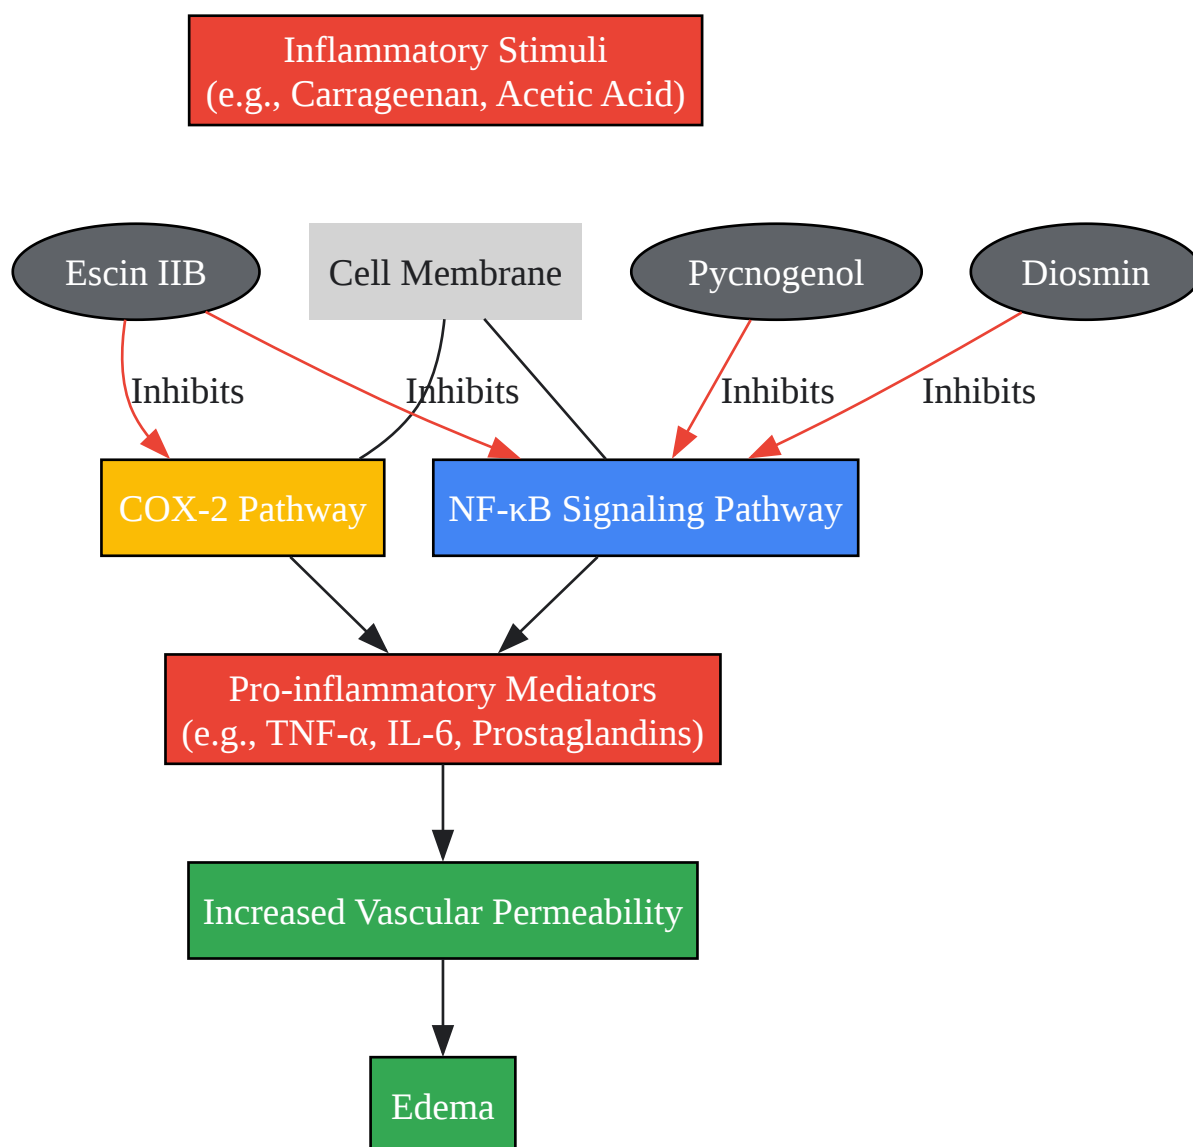 Inflammatory Stimuli
(e.g., Carrageenan, Acetic Acid)
Escin IIB
Cell Membrane
Pycnogenol
Diosmin
Inhibits
Inhibits
Inhibits
Inhibits
COX-2 Pathway
NF-κB Signaling Pathway
Pro-inflammatory Mediators
(e.g., TNF-α, IL-6, Prostaglandins)
Increased Vascular Permeability
Edema